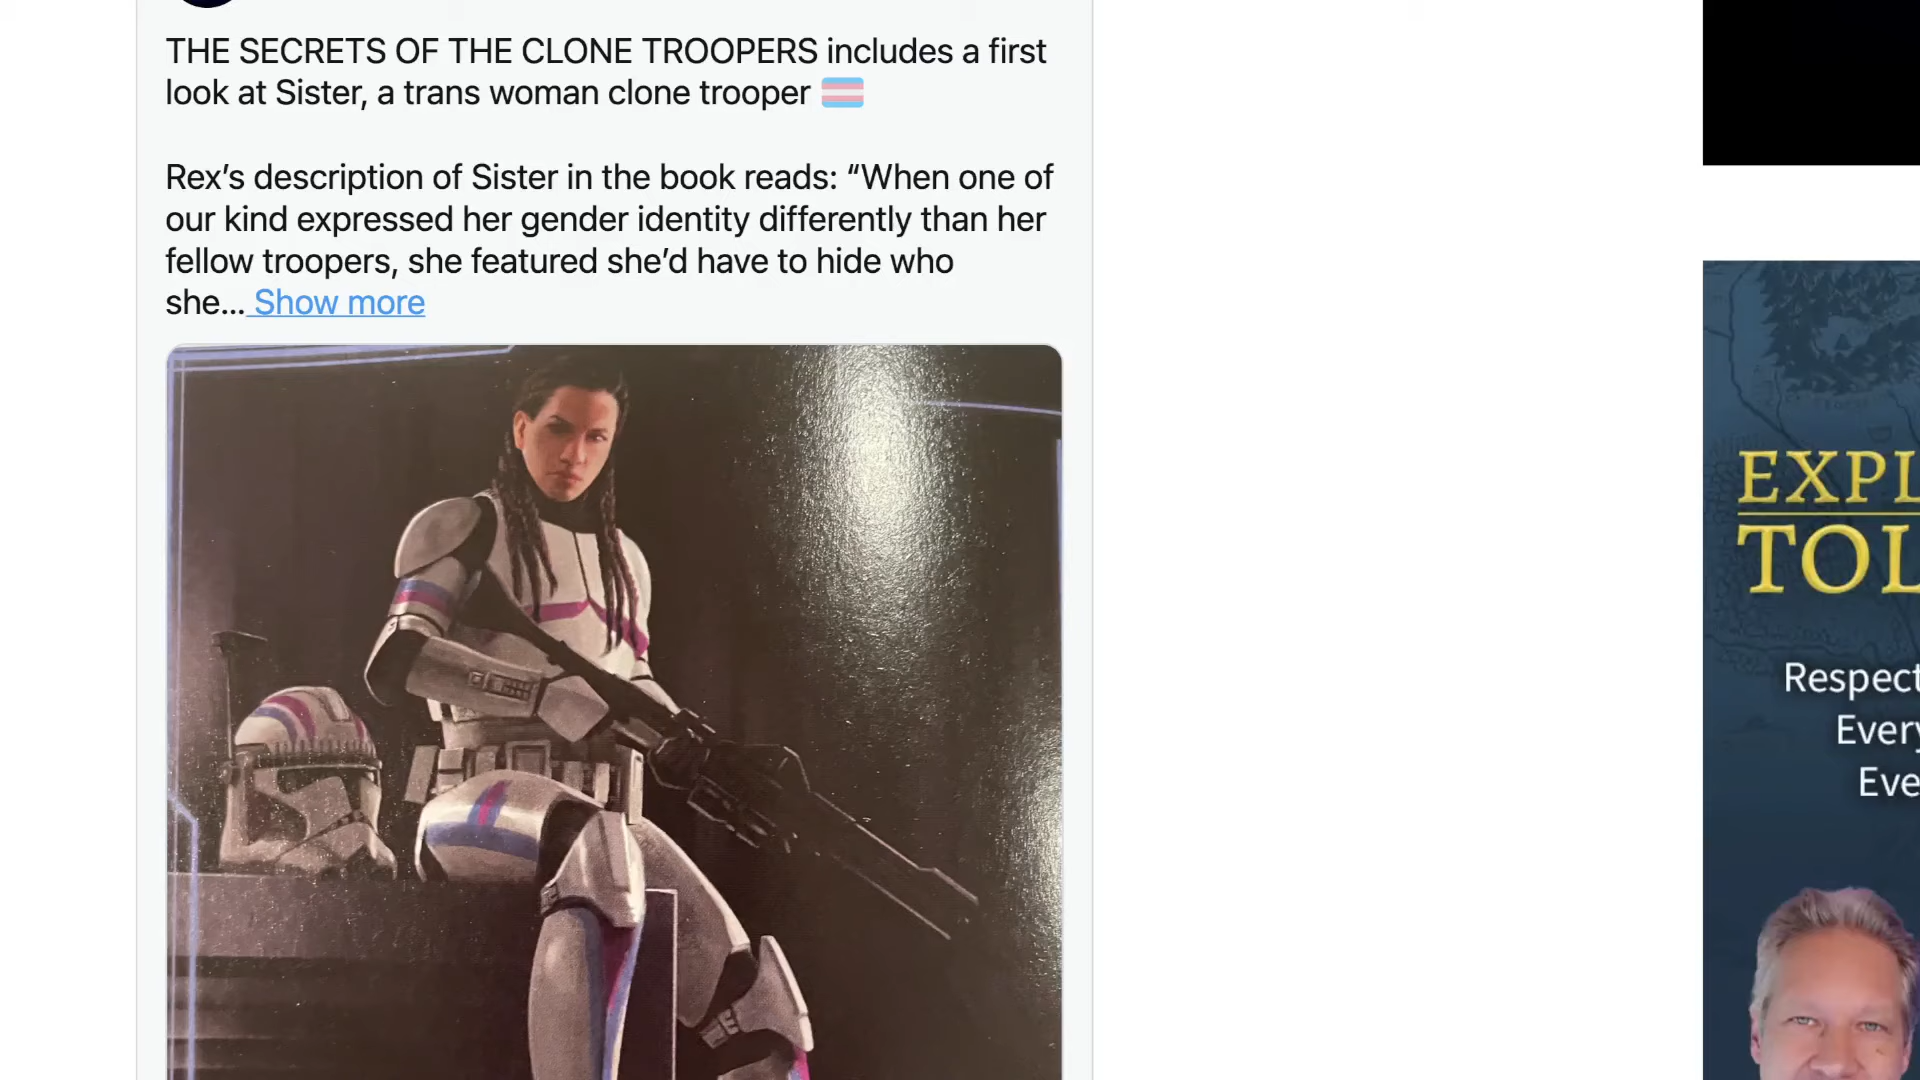 THE SECRETS OF THE CLONE TROOPERS includes a first
look at Sister, a trans woman clone trooper
Rex’s description of Sister in the book reads: “When one of
our kind expressed her gender identity differently than her
fellow troopers, she featured she’d have to hide who
she... Show more
EXPL
TOL
Respect
Every
Eve